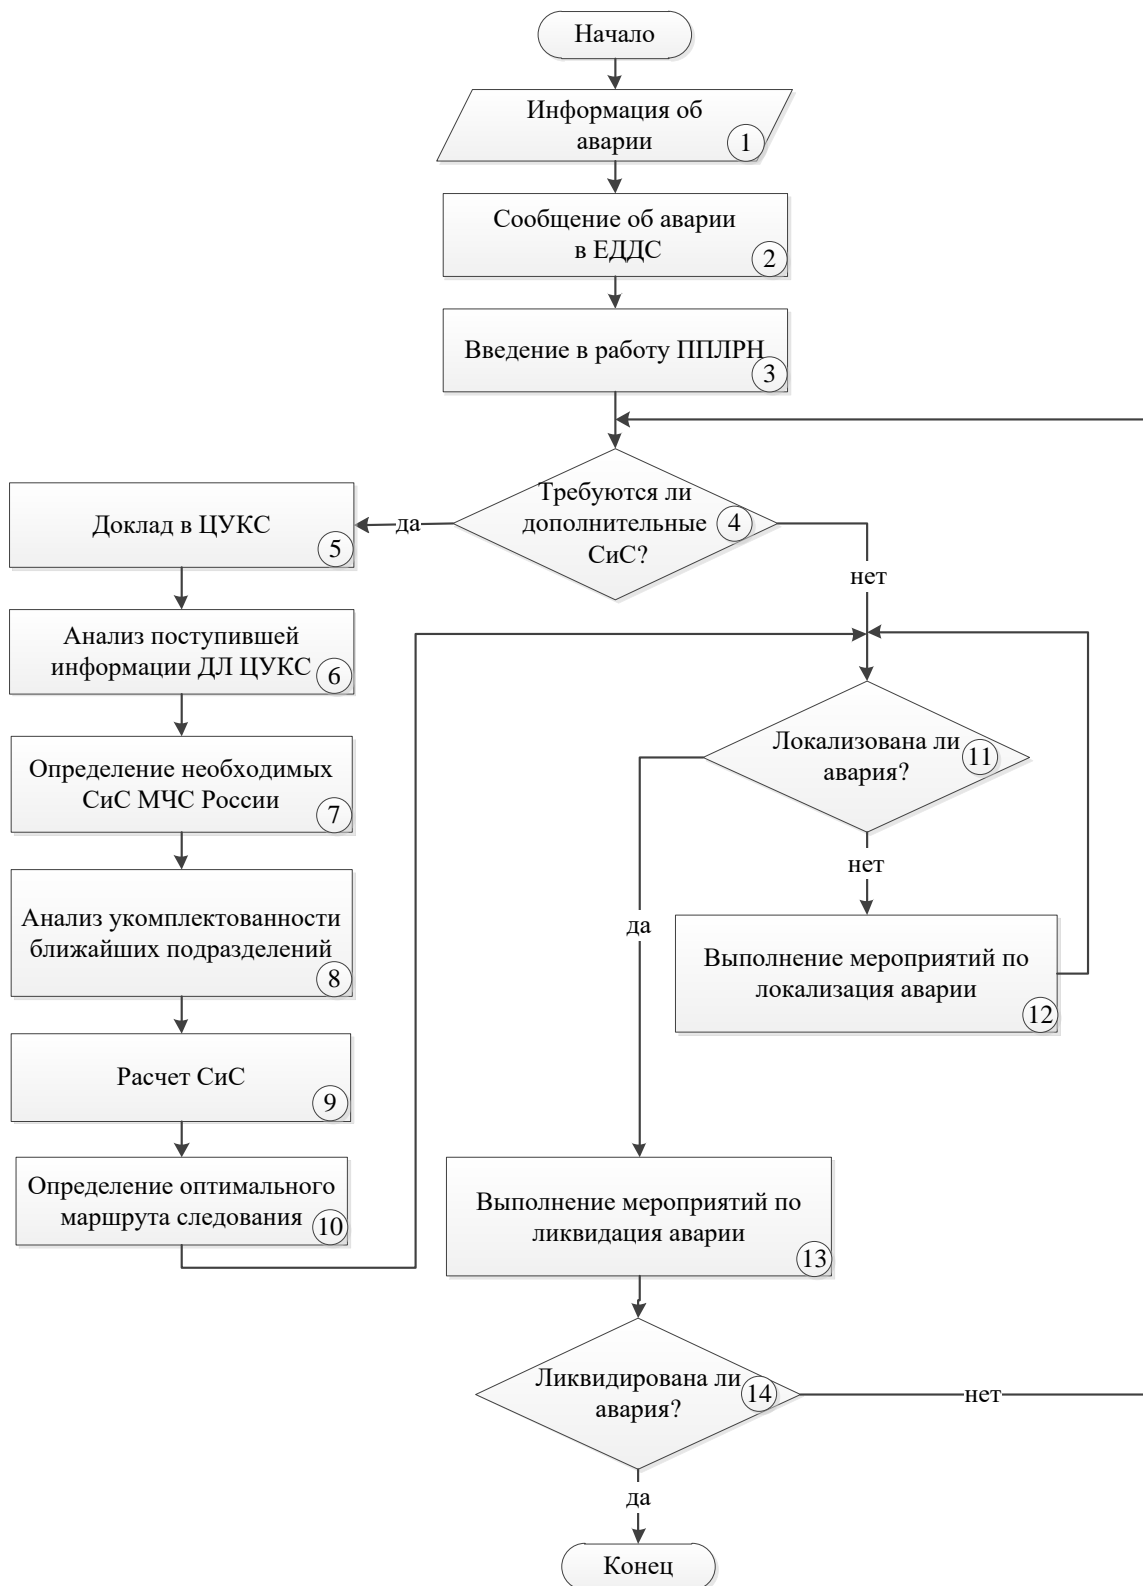 Начало
Информация об
аварии
1
Сообщение об аварии
в ЕДДС
2
Введение в работу ППЛРН
3
Требуются ли
дополнительные
СиС?
4
да
нет
Доклад в ЦУКС
5
Анализ поступившей
информации ДЛ ЦУКС
6
Определение необходимых
СиС МЧС России
7
Анализ укомплектованности
ближайших подразделений
8
Расчет СиС
9
Определение оптимального
маршрута следования
10
Локализована ли
авария?
11
нет
да
Выполнение мероприятий по
локализация аварии
12
Выполнение мероприятий по
ликвидация аварии
13
Ликвидирована ли
авария?
14
нет
да
Конец